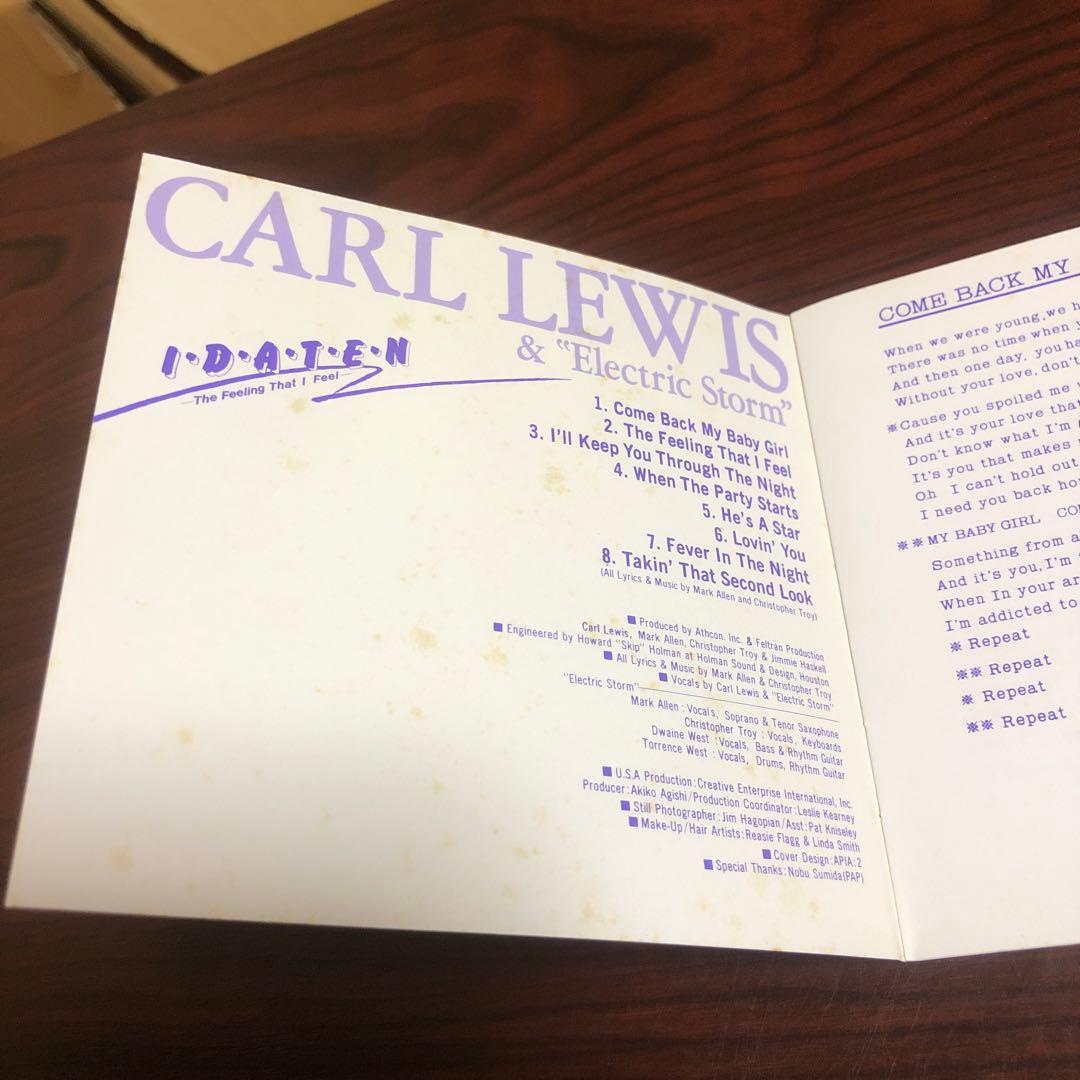 CARL LEWIS
& "Electric Storm"
I·D·A·T·E·N
—The Feeling That I Feel—
1. Come Back My Baby Girl
2. The Feeling That I Feel
3. I'll Keep You Through The Night
4. When The Party Starts
5. He's A Star
6. Lovin' You
7. Fever In The Night
8. Takin' That Second Look
(All Lyrics & Music by Mark Allen and Christopher Troy)
■ Produced by Athcon. Inc. & Feltran Production
Carl Lewis, Mark Allen, Christopher Troy & Jimmie Haskell
■ Engineered by Howard "Skip" Holman at Holman Sound & Design, Houston
■ All Lyrics & Music by Mark Allen & Christopher Troy
■ Vocals by Carl Lewis & "Electric Storm"
"Electric Storm"
Mark Allen : Vocals, Soprano & Tenor Saxophone
Christopher Troy : Vocals, Keyboards
Dwaine West : Vocals, Bass & Rhythm Guitar
Torrence West : Vocals, Drums, Rhythm Guitar
■ U.S.A Production : Creative Enterprise International, Inc.
Producer : Akiko Agishi / Production Coordinator : Leslie Kearney
■ Still Photographer : Jim Hagopian / Asst : Pat Kniseley
■ Make-Up / Hair Artists : Reasie Flagg & Linda Smith
■ Cover Design : APIA : 2
■ Special Thanks : Nobu Sumida (PAP)
COME BACK MY
When we were young, we
There was no time when
And then one day, you
Without your love, don't
※Cause you spoiled me
And it's your love that
Don't know what I'm
It's you that makes
Oh I can't hold out
I need you back
※※MY BABY GIRL
Something from a
And it's you, I'm
When In your
I'm addicted to
※ Repeat
※※ Repeat
※ Repeat
※※ Repeat